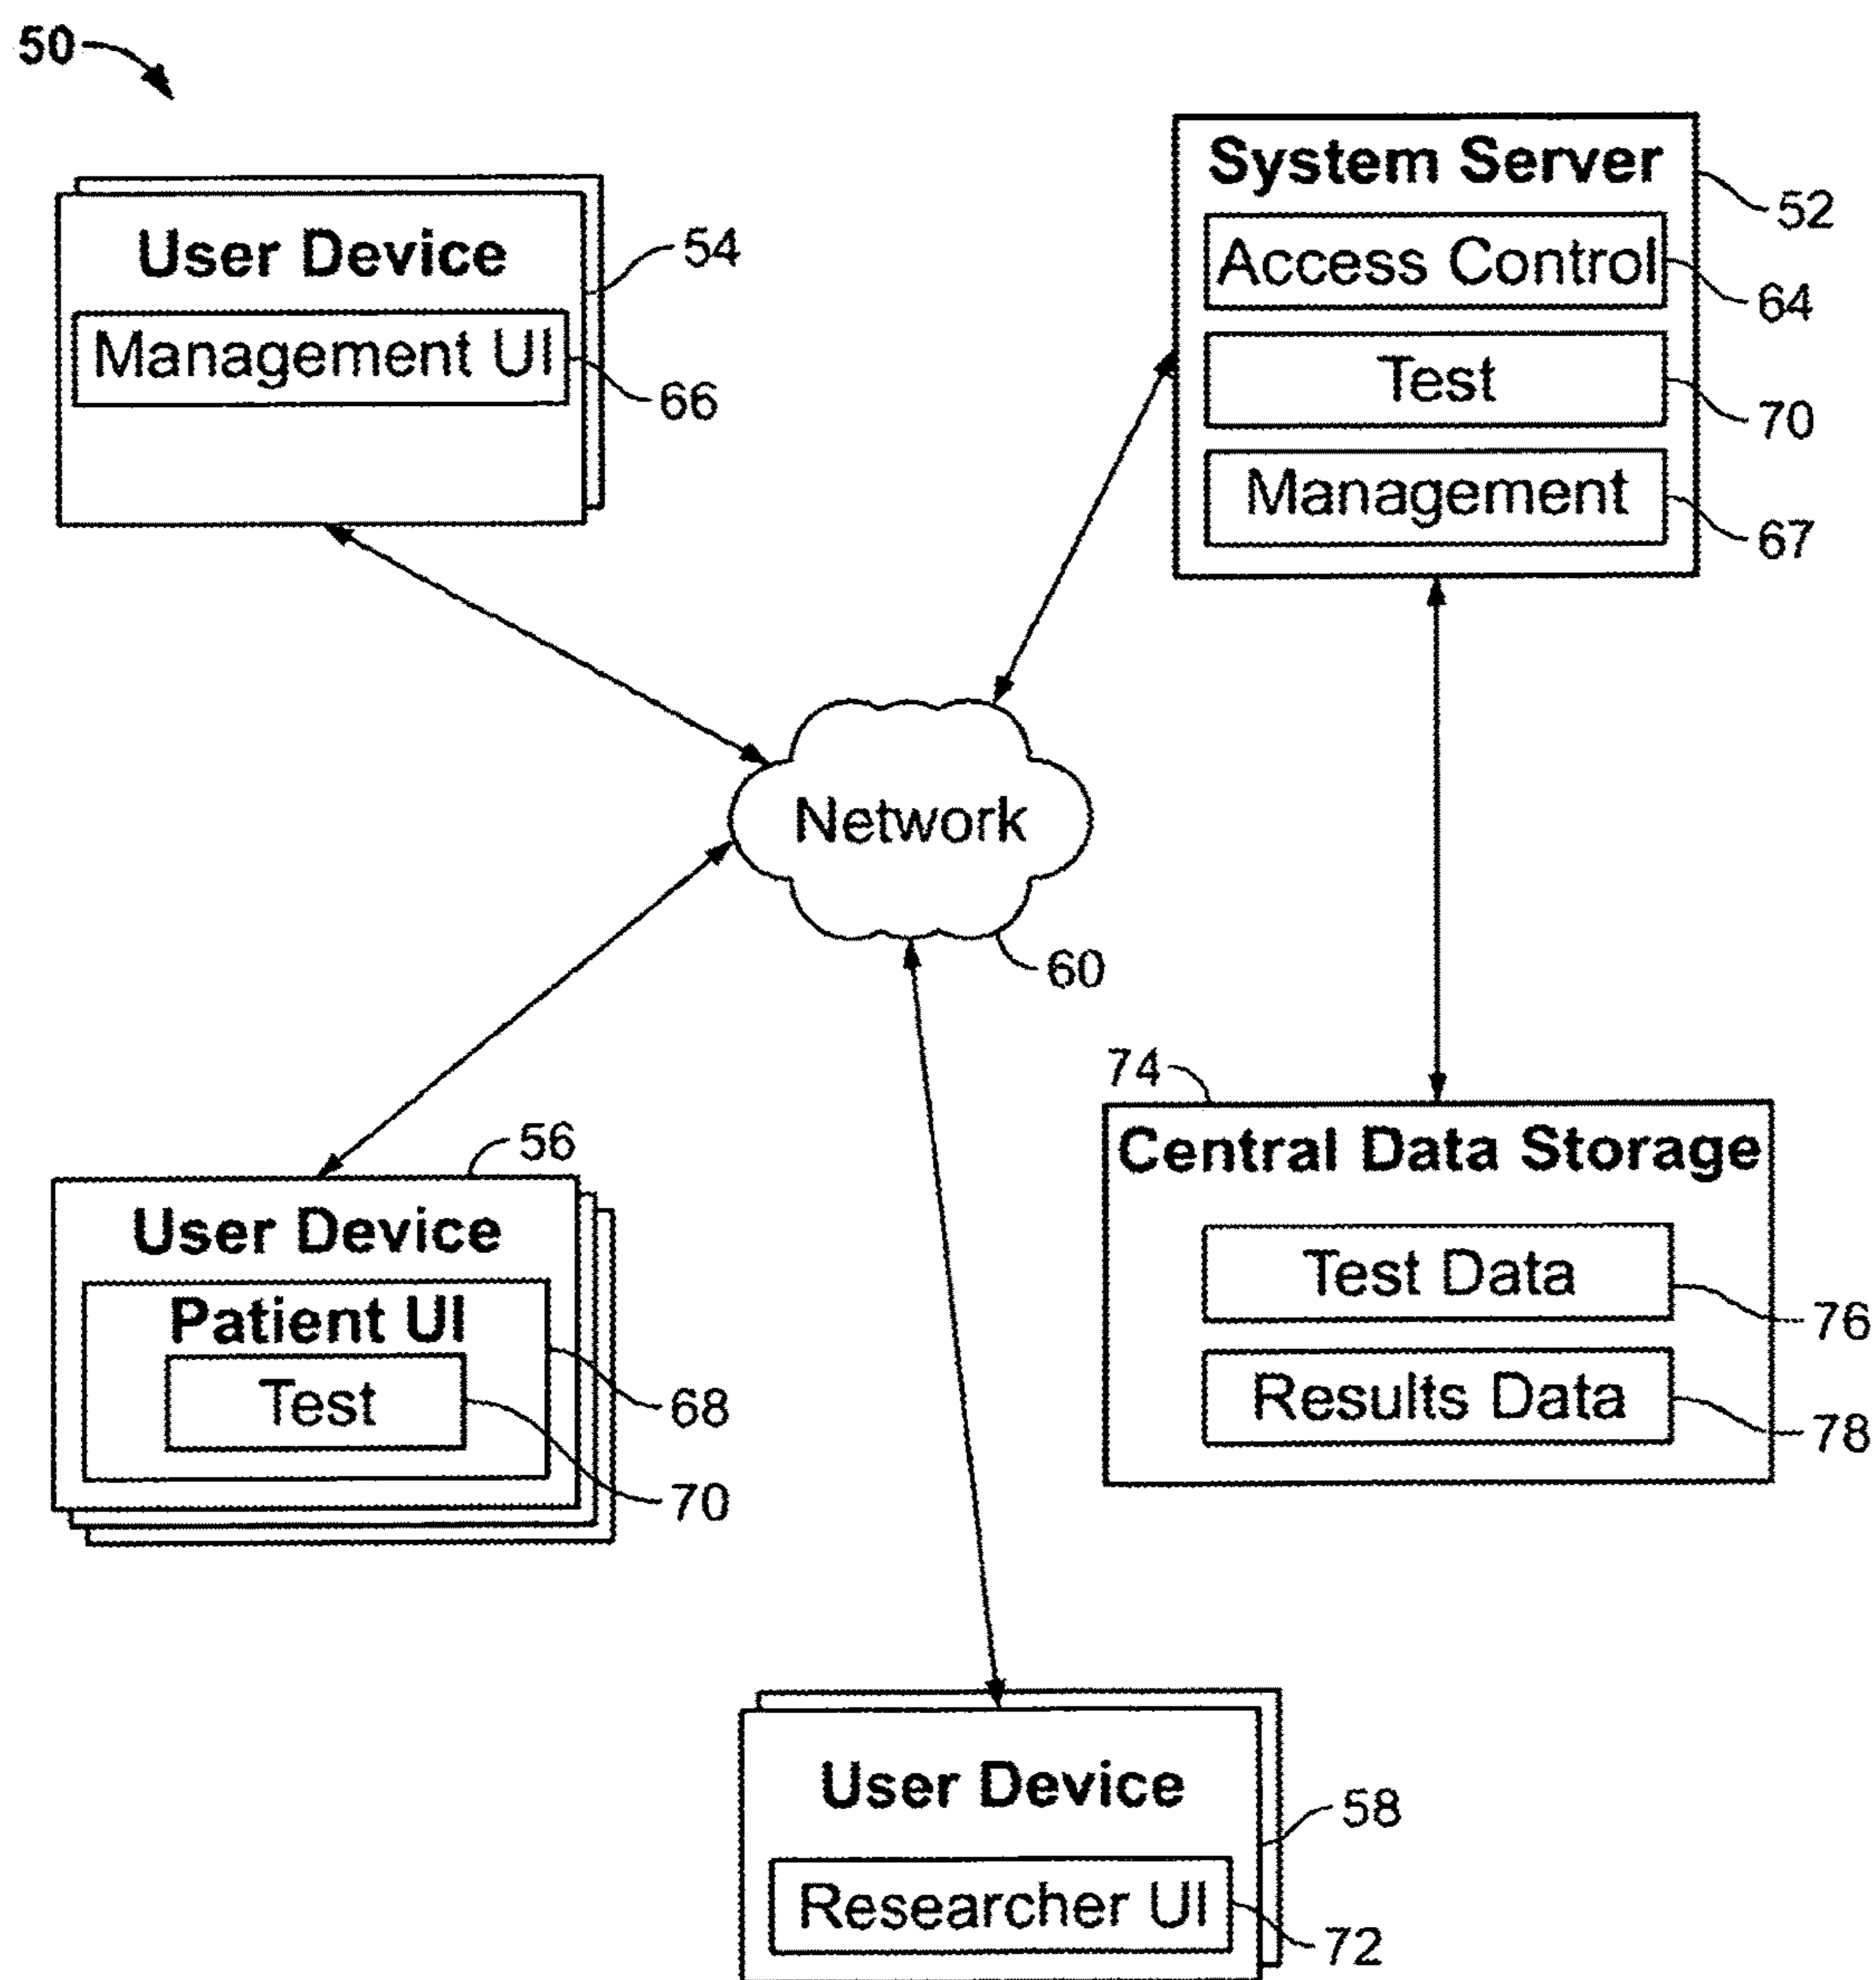 50
User Device
54
Management UI
66
System Server
52
Access Control
64
Test
70
Management
67
Network
60
74
Central Data Storage
Test Data
76
Results Data
78
56
User Device
Patient UI
68
Test
70
User Device
58
Researcher UI
72